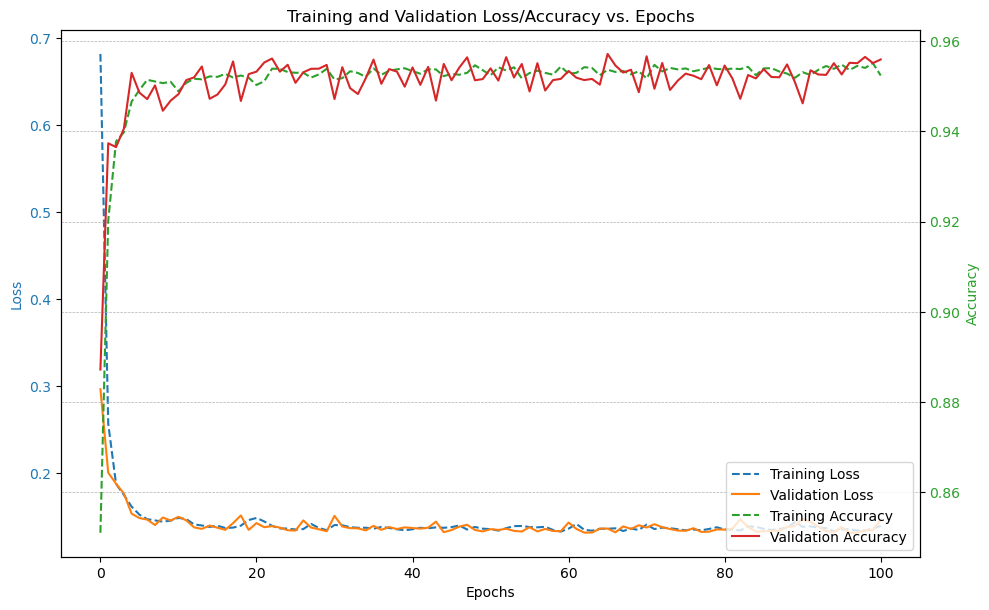 Training and Validation Loss/Accuracy vs. Epochs
0.7
0.6
0.5
0.4
0.3
0.2
Loss
0.96
0.94
0.92
0.90
0.88
0.86
Accuracy
Training Loss
Validation Loss
Training Accuracy
Validation Accuracy
0 20 40 60 80 100
Epochs